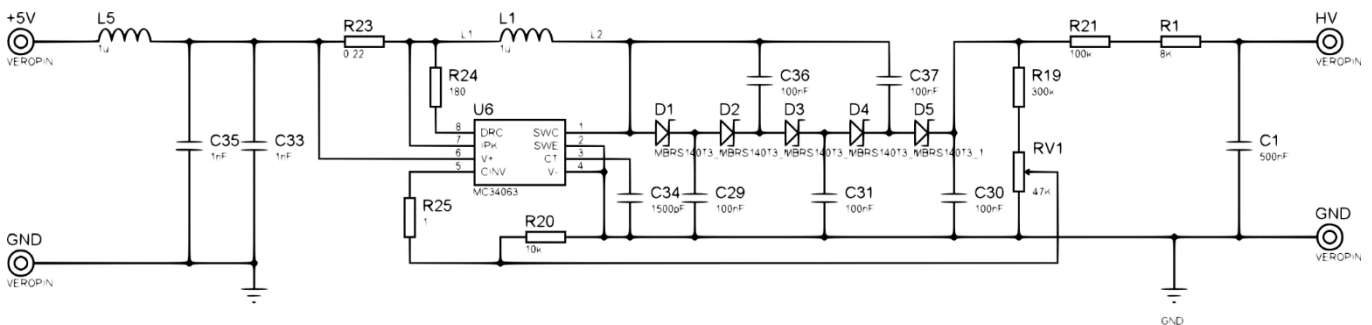 +5V
VEROPIN
L5
1u
R23
0.22
L1
L1
1u
L2
R24
180
U6
8 DRC SWC 1
7 IPK SWE 2
6 V+ CT 3
5 CINV V- 4
MC34063
C35
1nF
C33
1nF
R25
1
R20
10k
C34
1500pF
C36
100nF
C37
100nF
D1
D2
D3
D4
D5
MBRS140T3_MBRS140T3_MBRS140T3_MBRS140T3_MBRS140T3_1
C29
100nF
C31
100nF
C30
100nF
R21
100k
R1
8K
R19
300k
RV1
47K
C1
500nF
HV
VEROPIN
GND
VEROPIN
GND
VEROPIN
GND